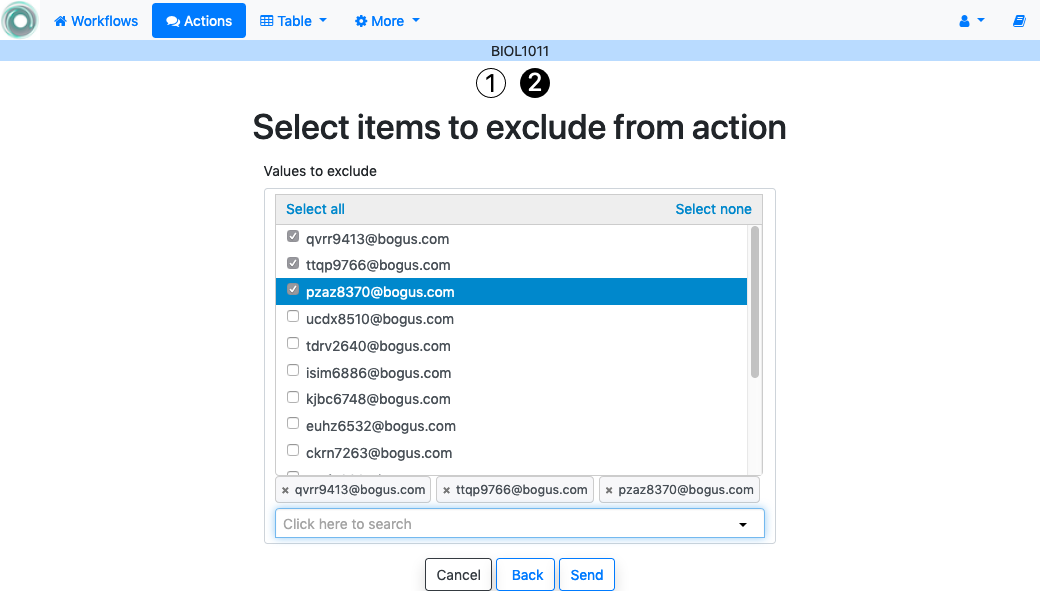 Workflows Actions Table More
BIOL1011
1 2
Select items to exclude from action
Values to exclude
Select all Select none
qvrr9413@bogus.com
ttqp9766@bogus.com
pzaz8370@bogus.com
ucdx8510@bogus.com
tdrv2640@bogus.com
isim6886@bogus.com
kjbc6748@bogus.com
euhz6532@bogus.com
ckrn7263@bogus.com
× qvrr9413@bogus.com × ttqp9766@bogus.com × pzaz8370@bogus.com
Click here to search
Cancel Back Send